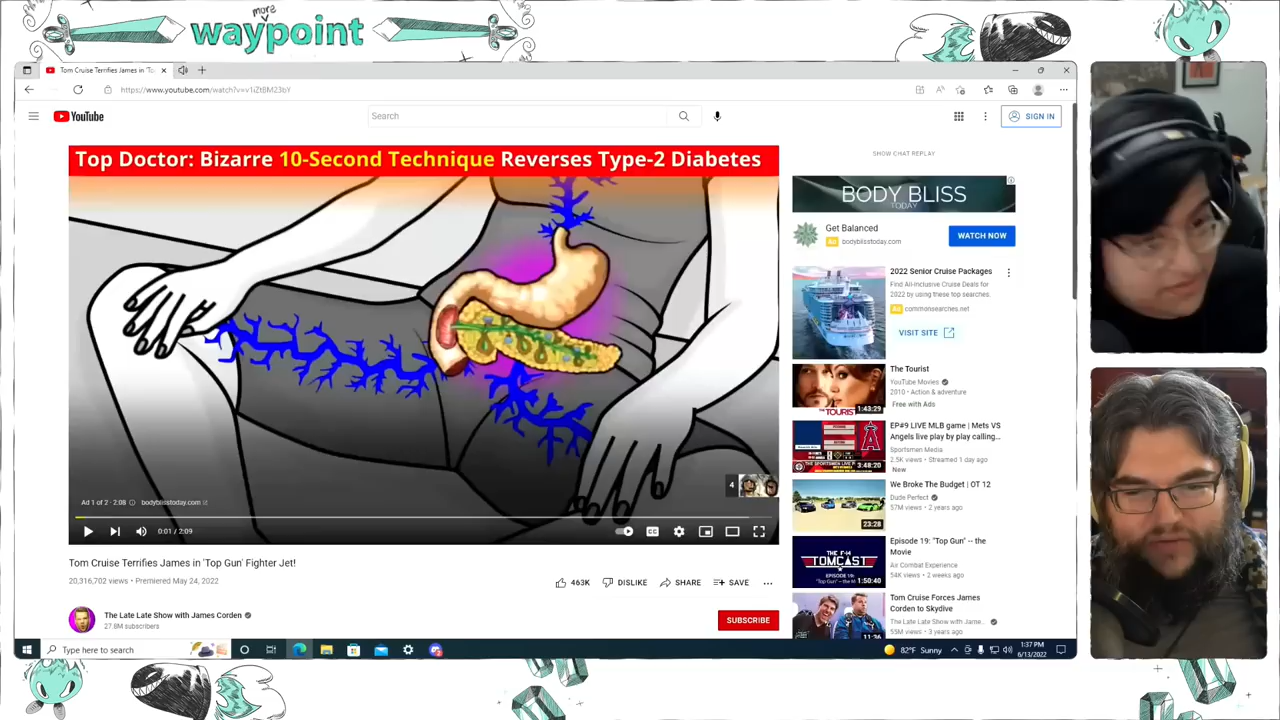 more
waypoint
Tom Cruise Terrifies James in 'To
https://www.youtube.com/watch?v=v1iZt8M23bY
YouTube
Search
SIGN IN
Top Doctor: Bizarre 10-Second Technique Reverses Type-2 Diabetes
4
Ad 1 of 2 · 2:08
bodyblisstoday.com
0:01 / 2:09
CC
Tom Cruise Terrifies James in 'Top Gun' Fighter Jet!
20,316,702 views • Premiered May 24, 2022
463K
DISLIKE
SHARE
SAVE
The Late Late Show with James Corden
27.8M subscribers
SUBSCRIBE
SHOW CHAT REPLAY
BODY BLISS
TODAY
Get Balanced
Ad bodyblisstoday.com
WATCH NOW
2022 Senior Cruise Packages
Find All-Inclusive Cruise Deals for
2022 by using these top searches.
Ad commonsearches.net
VISIT SITE
THE TOURIST
1:43:29
The Tourist
YouTube Movies
2010 • Action & adventure
Free with Ads
3:48:20
EP#9 LIVE MLB game | Mets VS
Angels live play by play calling...
Sportsmen Media
2.5K views • Streamed 1 day ago
New
23:28
We Broke The Budget | OT 12
Dude Perfect
57M views • 2 years ago
THE F-14
TOMCAST
1:50:40
Episode 19: "Top Gun" -- the
Movie
Air Combat Experience
54K views • 2 weeks ago
11:36
Tom Cruise Forces James
Corden to Skydive
The Late Late Show with Jame...
55M views • 3 years ago
Type here to search
82°F Sunny
1:37 PM
6/13/2022